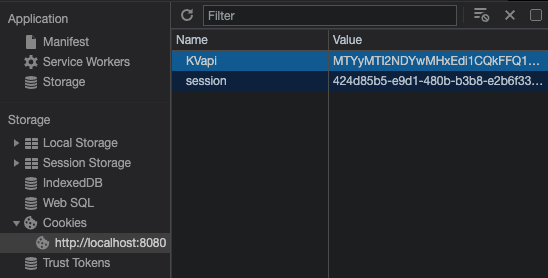 Application
Manifest
Service Workers
Storage
Storage
Local Storage
Session Storage
IndexedDB
Web SQL
Cookies
http://localhost:8080
Trust Tokens
Filter
Name Value
KVapi MTYyMTI2NDYwMHxEdi1CQkFFQ1...
session 424d85b5-e9d1-480b-b3b8-e2b6f33...